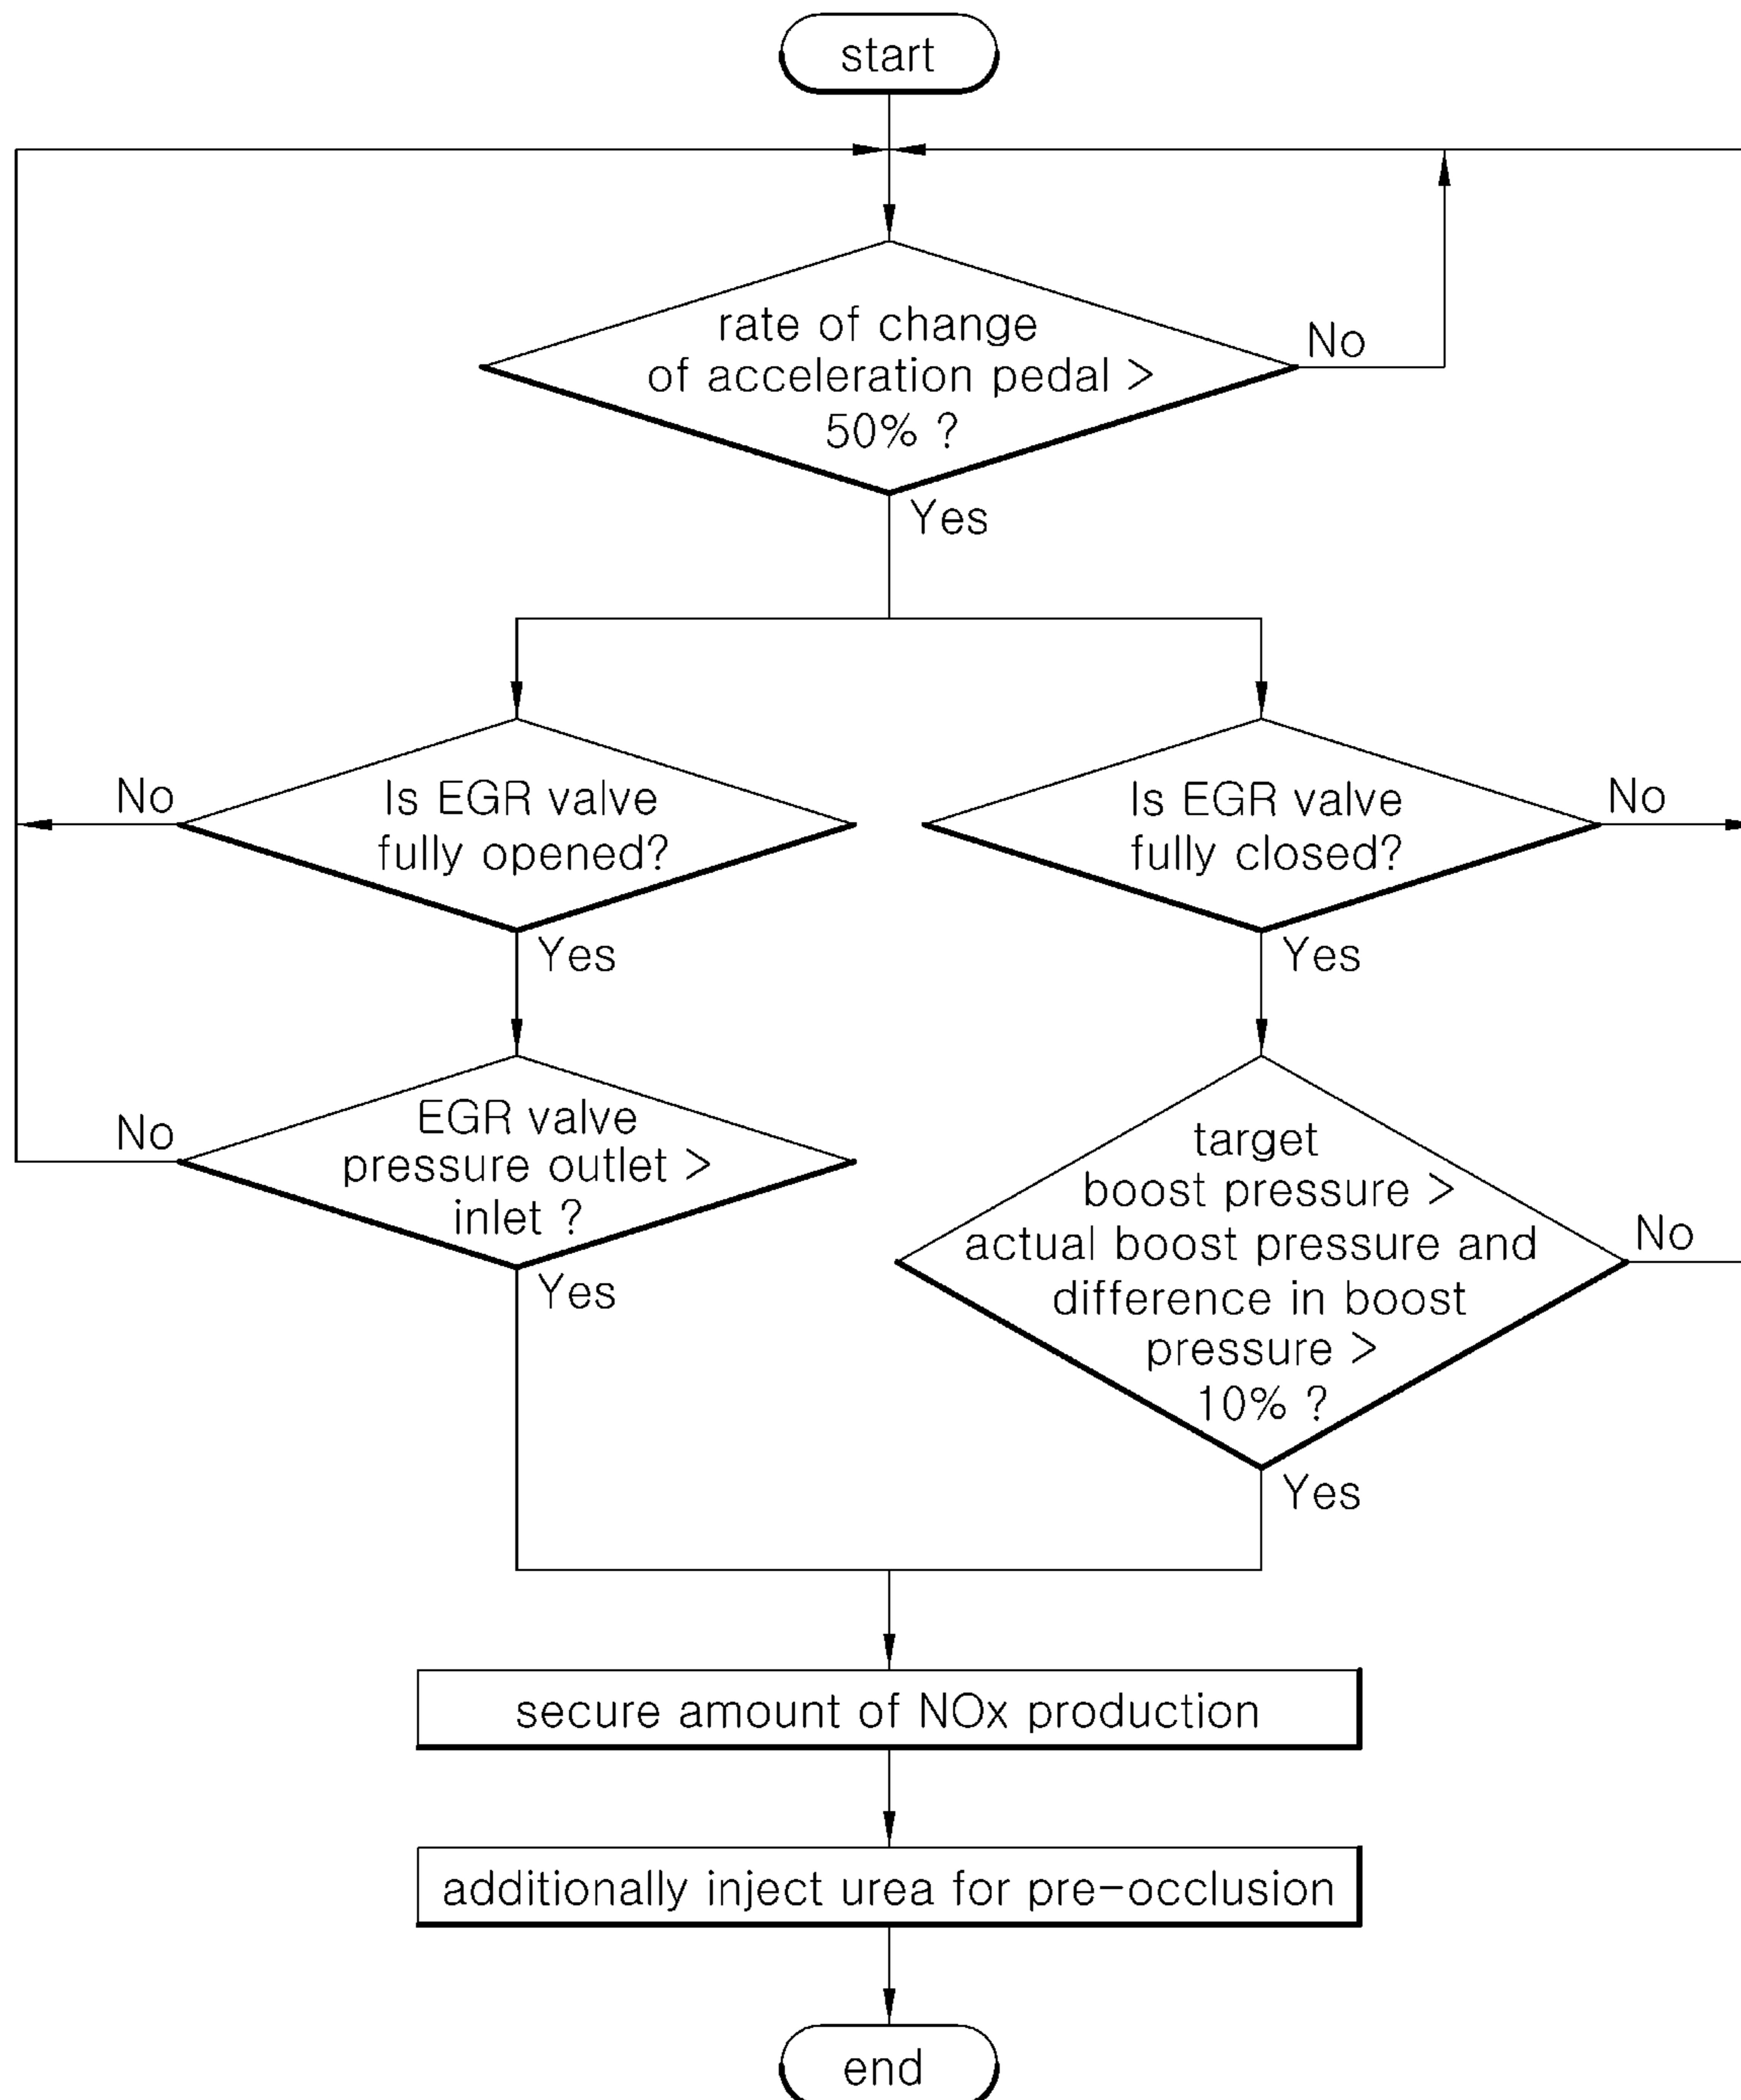 start
rate of change
of acceleration pedal >
50% ?
No
Yes
No
Is EGR valve
fully opened?
Yes
Is EGR valve
fully closed?
No
Yes
No
EGR valve
pressure outlet >
inlet ?
Yes
target
boost pressure >
actual boost pressure and
difference in boost
pressure >
10% ?
No
Yes
secure amount of NOx production
additionally inject urea for pre-occlusion
end